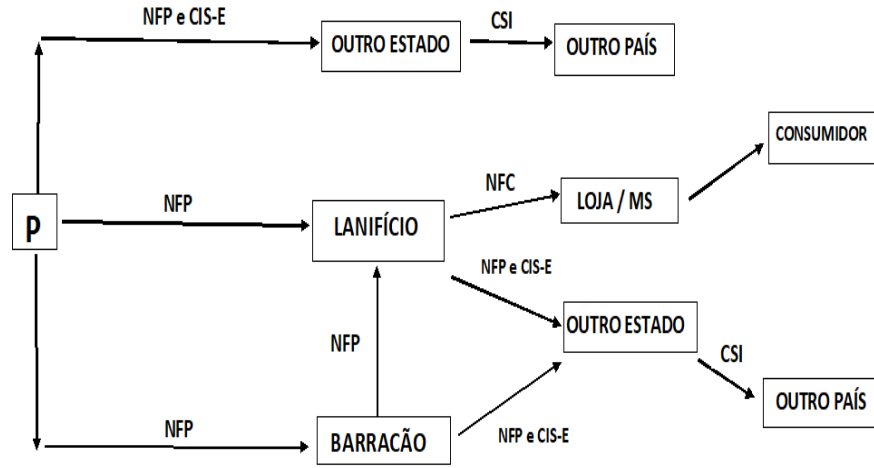 NFP e CIS-E
OUTRO ESTADO
CSI
OUTRO PAÍS
CONSUMIDOR
P
NFP
LANIFÍCIO
NFC
LOJA / MS
NFP e CIS-E
OUTRO ESTADO
NFP
CSI
OUTRO PAÍS
NFP
BARRACÃO
NFP e CIS-E